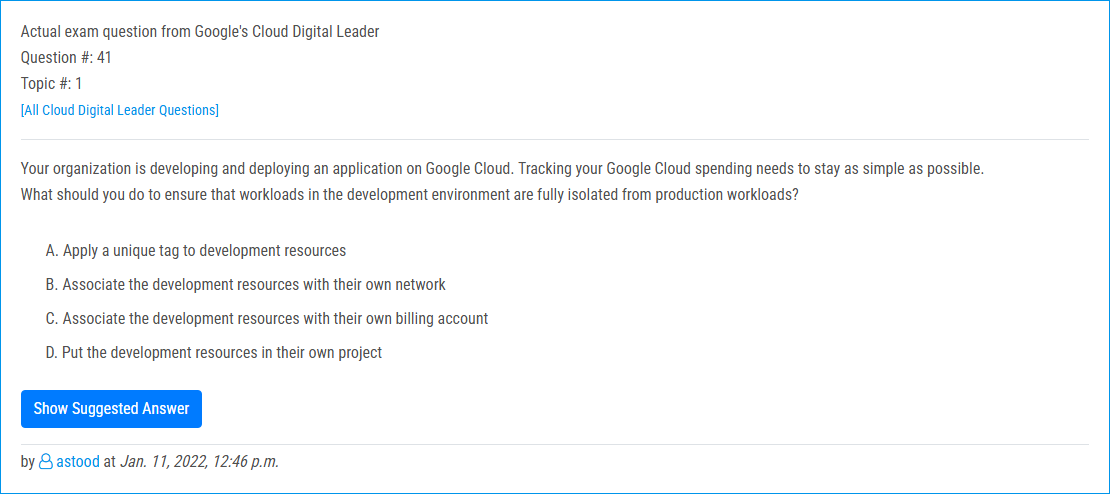 Actual exam question from Google's Cloud Digital Leader
Question #: 41
Topic #: 1
[All Cloud Digital Leader Questions]
Your organization is developing and deploying an application on Google Cloud. Tracking your Google Cloud spending needs to stay as simple as possible.
What should you do to ensure that workloads in the development environment are fully isolated from production workloads?
A. Apply a unique tag to development resources
B. Associate the development resources with their own network
C. Associate the development resources with their own billing account
D. Put the development resources in their own project
Show Suggested Answer
by astood at Jan. 11, 2022, 12:46 p.m.